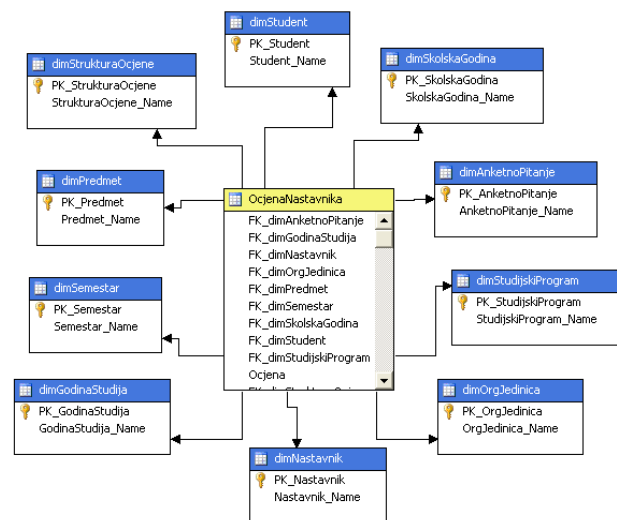 dimStudent
PK_Student
Student_Name
dimStrukturaOcjene
PK_StrukturaOcjene
StrukturaOcjene_Name
dimSkolskaGodina
PK_SkolskaGodina
SkolskaGodina_Name
dimPredmet
PK_Predmet
Predmet_Name
dimAnketnoPitanje
PK_AnketnoPitanje
AnketnoPitanje_Name
OcjenaNastavnika
FK_dimAnketnoPitanje
FK_dimGodinaStudija
FK_dimNastavnik
FK_dimOrgJedinica
FK_dimPredmet
FK_dimSemestar
FK_dimSkolskaGodina
FK_dimStudent
FK_dimStudijskiProgram
Ocjena
dimSemestar
PK_Semestar
Semestar_Name
dimStudijskiProgram
PK_StudijskiProgram
StudijskiProgram_Name
dimGodinaStudija
PK_GodinaStudija
GodinaStudija_Name
dimOrgJedinica
PK_OrgJedinica
OrgJedinica_Name
dimNastavnik
PK_Nastavnik
Nastavnik_Name